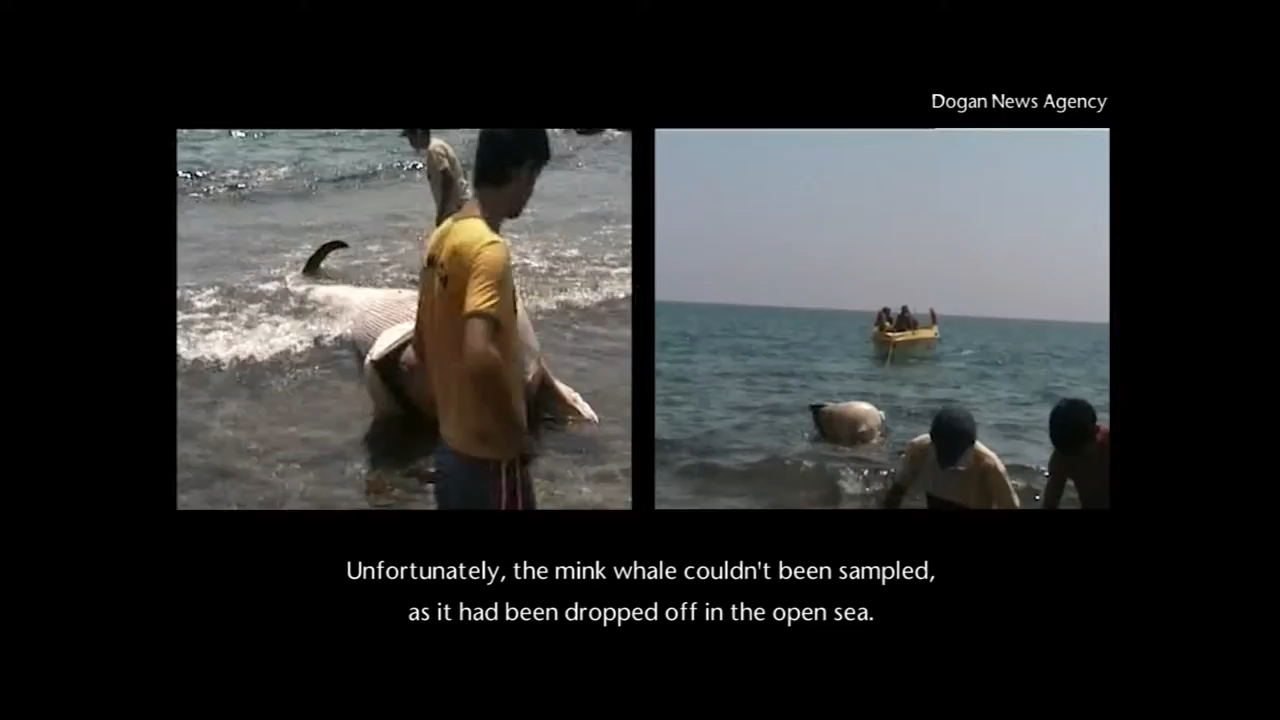 Dogan News Agency
Unfortunately, the mink whale couldn't been sampled,
as it had been dropped off in the open sea.